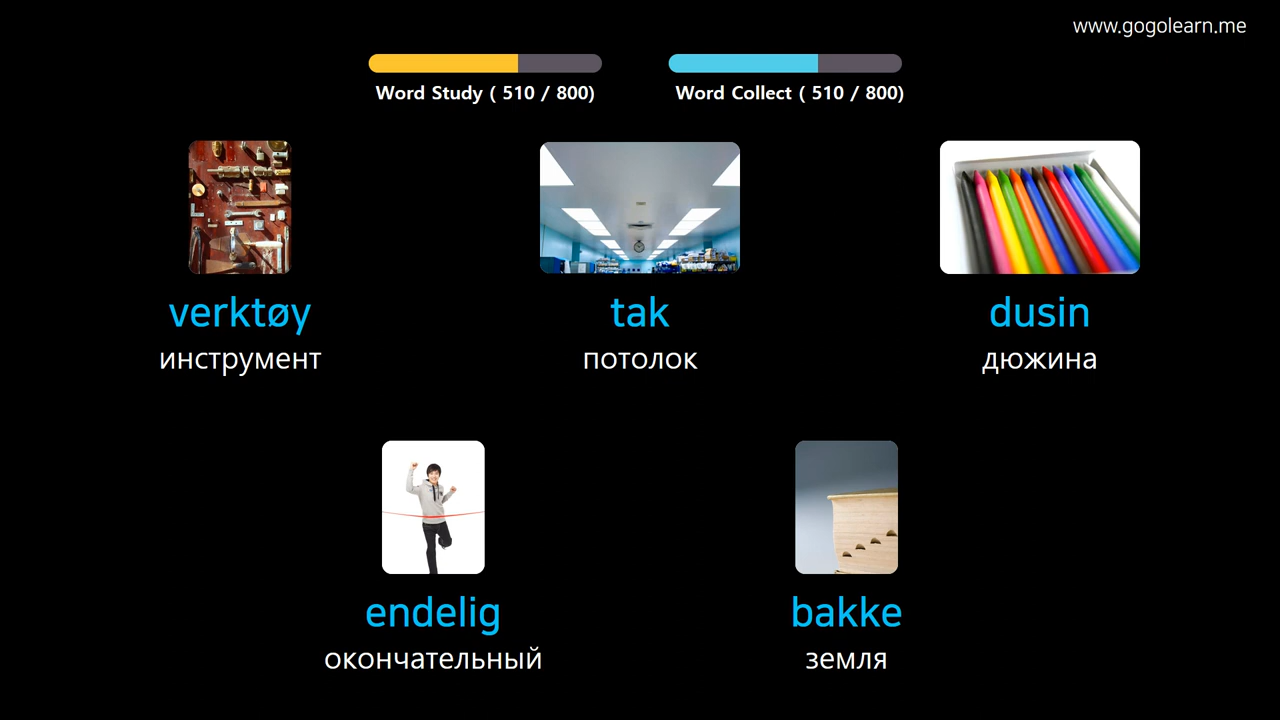 www.gogolearn.me
Word Study ( 510 / 800)
Word Collect ( 510 / 800)
verktøy
инструмент
tak
потолок
dusin
дюжина
endelig
окончательный
bakke
земля